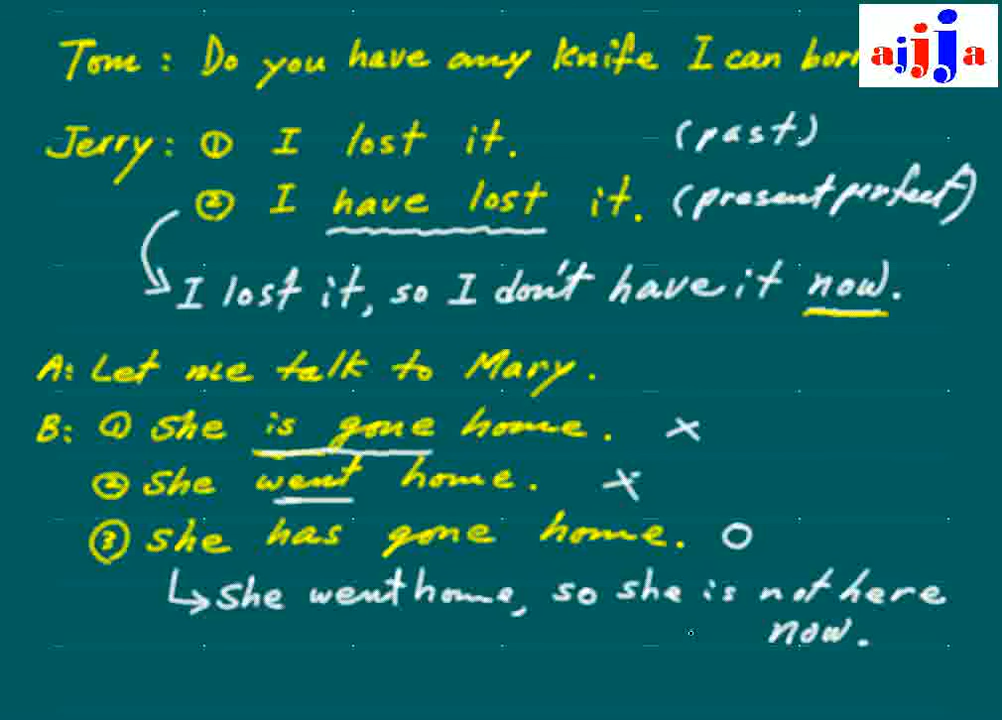 Tom: Do you have any knife I can borr
aijja
Jerry: ① I lost it. (past)
② I have lost it. (present perfect)
I lost it, so I don't have it now.
A: Let me talk to Mary.
B: ① She is gone home. ×
② She went home. ×
③ She has gone home. O
She went home, so she is not here
now.